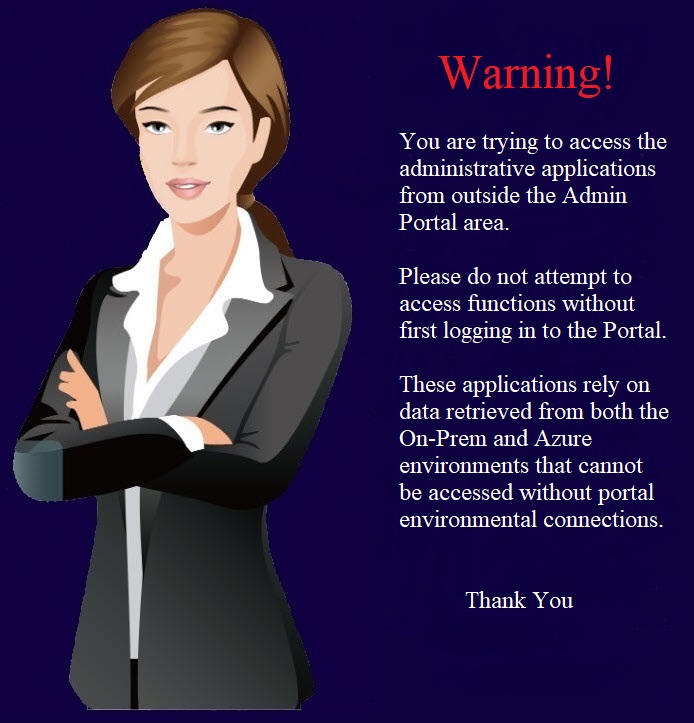 Warning!
You are trying to access the
administrative applications
from outside the Admin
Portal area.
Please do not attempt to
access functions without
first logging in to the Portal.
These applications rely on
data retrieved from both the
On-Prem and Azure
environments that cannot
be accessed without portal
environmental connections.
Thank You